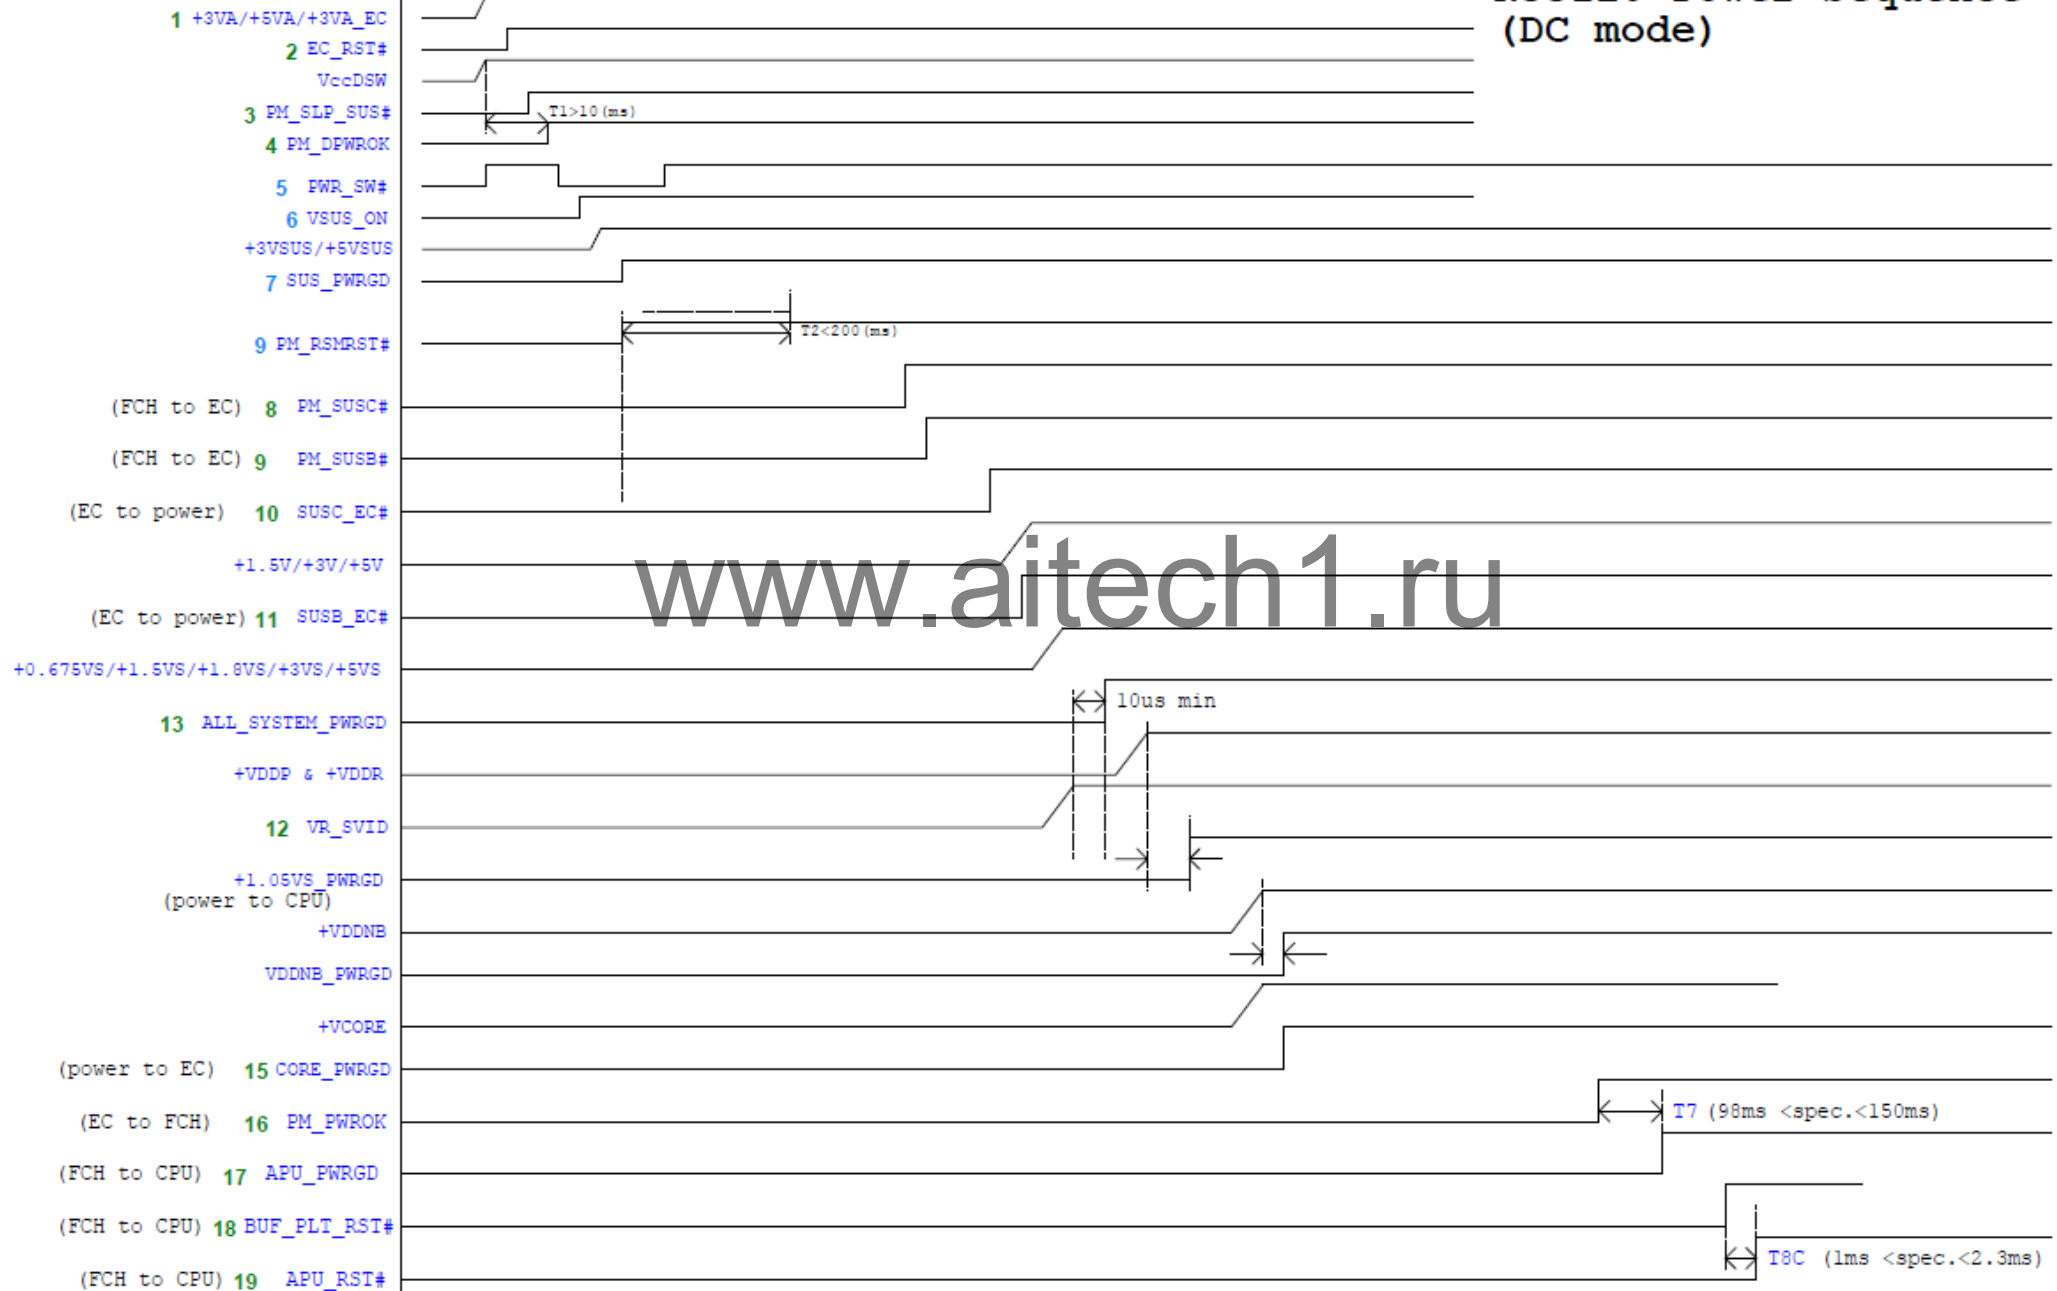 1 +3VA/+5VA/+3VA_EC
Power
(DC mode)
2 EC_RST#
VccDSW
3 PM_SLP_SUS#
T1>10(ms)
4 PM_DPWROK
5 PWR_SW#
6 VSUS_ON
+3VSUS/+5VSUS
7 SUS_PWRGD
T2<200(ms)
9 PM_RSMRST#
(FCH to EC) 8 PM_SUSC#
(FCH to EC) 9 PM_SUSB#
(EC to power) 10 SUSC_EC#
+1.5V/+3V/+5V
www.aitech1.ru
(EC to power) 11 SUSB_EC#
+0.675VS/+1.5VS/+1.8VS/+3VS/+5VS
10us min
13 ALL_SYSTEM_PWRGD
+VDDP & +VDDR
12 VR_SVID
+1.05VS_PWRGD
(power to CPU)
+VDDNB
VDDNB_PWRGD
+VCORE
(power to EC) 15 CORE_PWRGD
(EC to FCH) 16 PM_PWROK
T7 (98ms <spec.<150ms)
(FCH to CPU) 17 APU_PWRGD
(FCH to CPU) 18 BUF_PLT_RST#
T8C (1ms <spec.<2.3ms)
(FCH to CPU) 19 APU_RST#